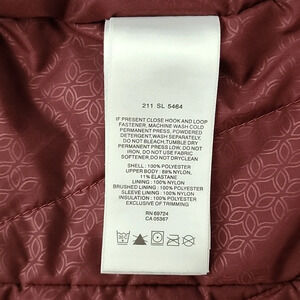 211 SL 5464
IF PRESENT CLOSE HOOK AND LOOP
FASTENER, MACHINE WASH COLD
PERMANENT PRESS, POWDERED
DETERGENT,WASH SEPARATELY,
DO NOT BLEACH,TUMBLE DRY
PERMANENT PRESS LOW, DO NOT
IRON, DO NOT USE FABRIC
SOFTENER,DO NOT DRYCLEAN
SHELL : 100% POLYESTER
UPPER BODY : 89% NYLON,
11% ELASTANE
LINING : 100% NYLON
BRUSHED LINING : 100% POLYESTER
SLEEVE LINING : 100% NYLON
INSULATION : 100% POLYESTER
EXCLUSIVE OF TRIMMING
RN 69724
CA 05367